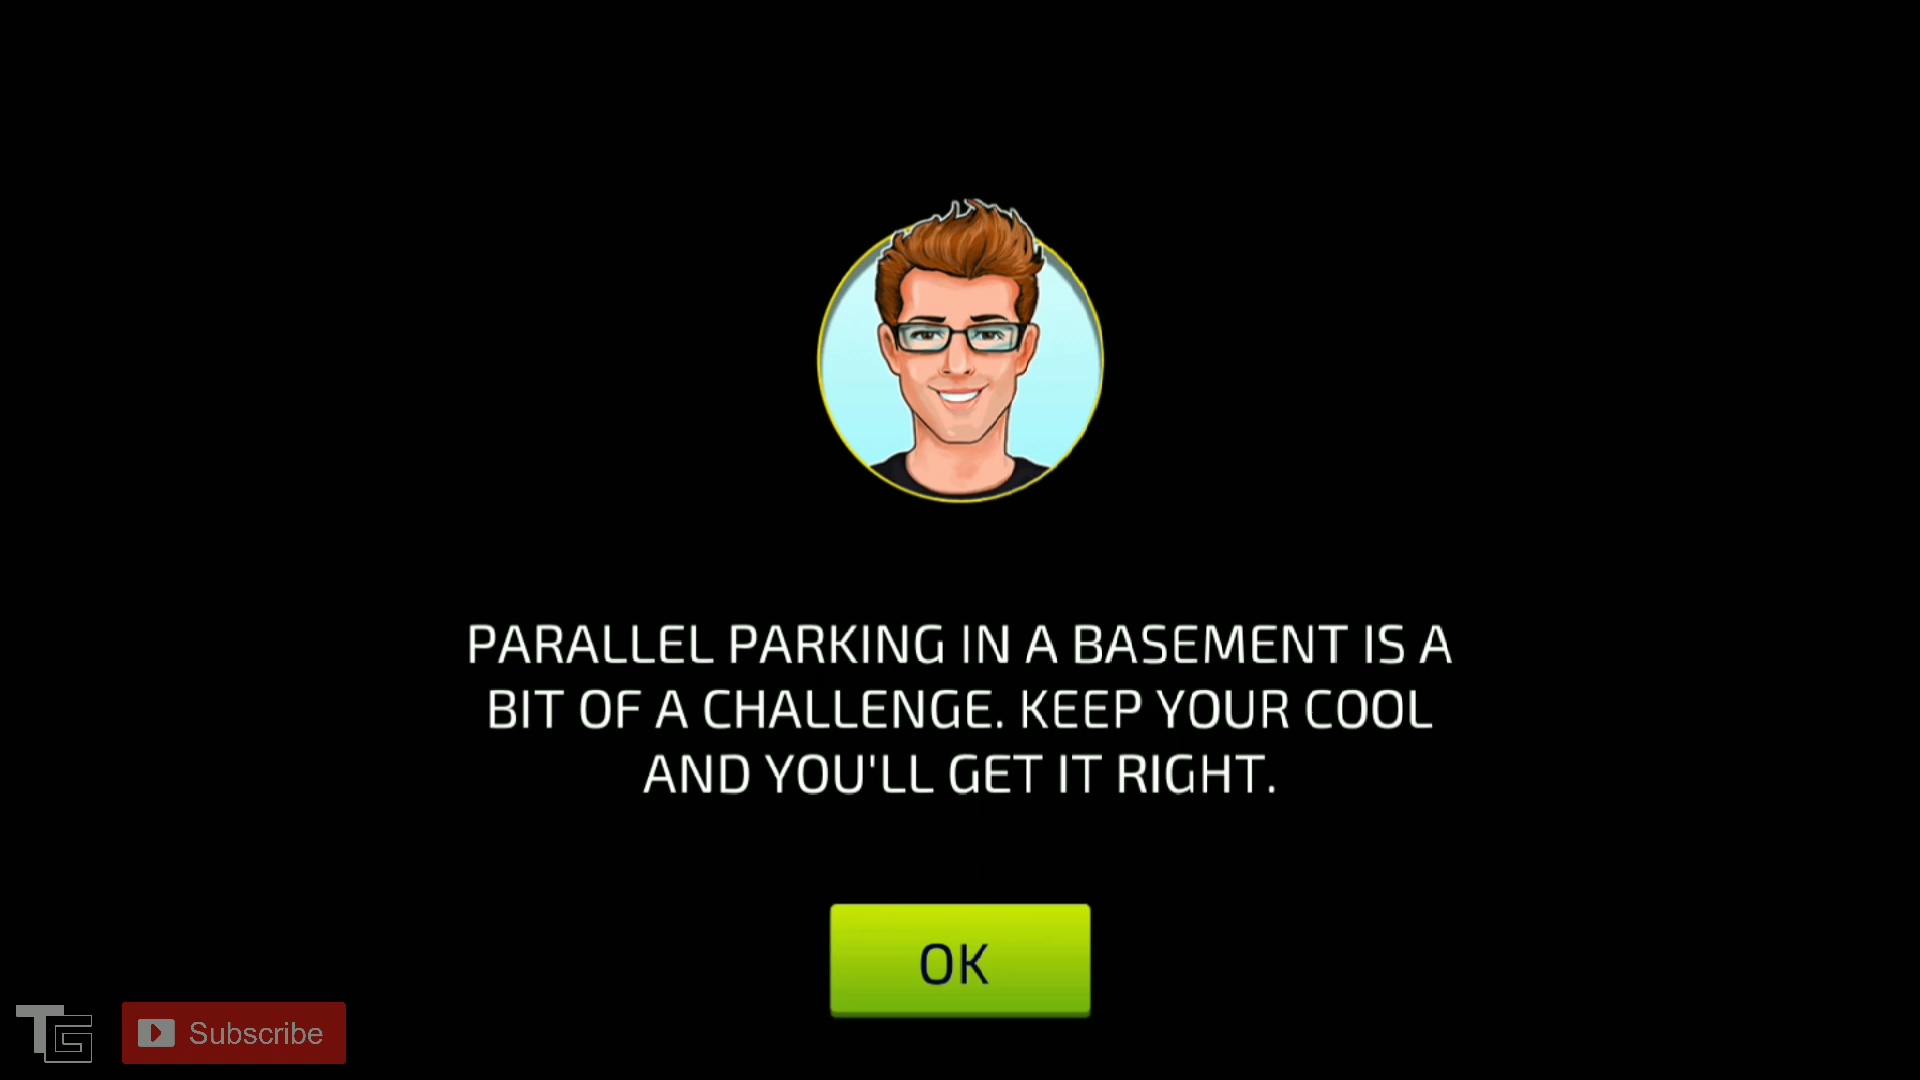 PARALLEL PARKING IN A BASEMENT IS A
BIT OF A CHALLENGE. KEEP YOUR COOL
AND YOU'LL GET IT RIGHT.
OK
TG
Subscribe